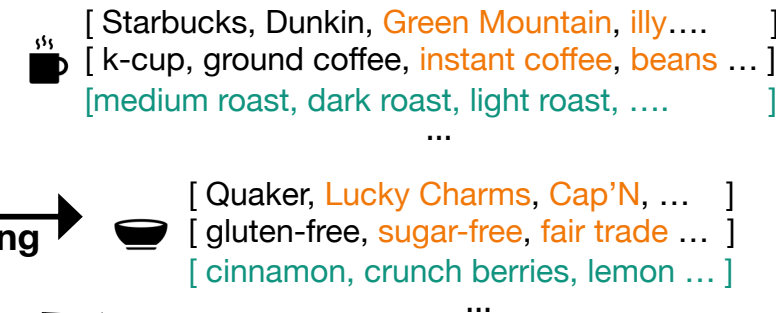 [ Starbucks, Dunkin, Green Mountain, illy…. ]
[ k-cup, ground coffee, instant coffee, beans … ]
[medium roast, dark roast, light roast, …. ]
...
[ Quaker, Lucky Charms, Cap’N, … ]
ng
[ gluten-free, sugar-free, fair trade … ]
[ cinnamon, crunch berries, lemon … ]
...